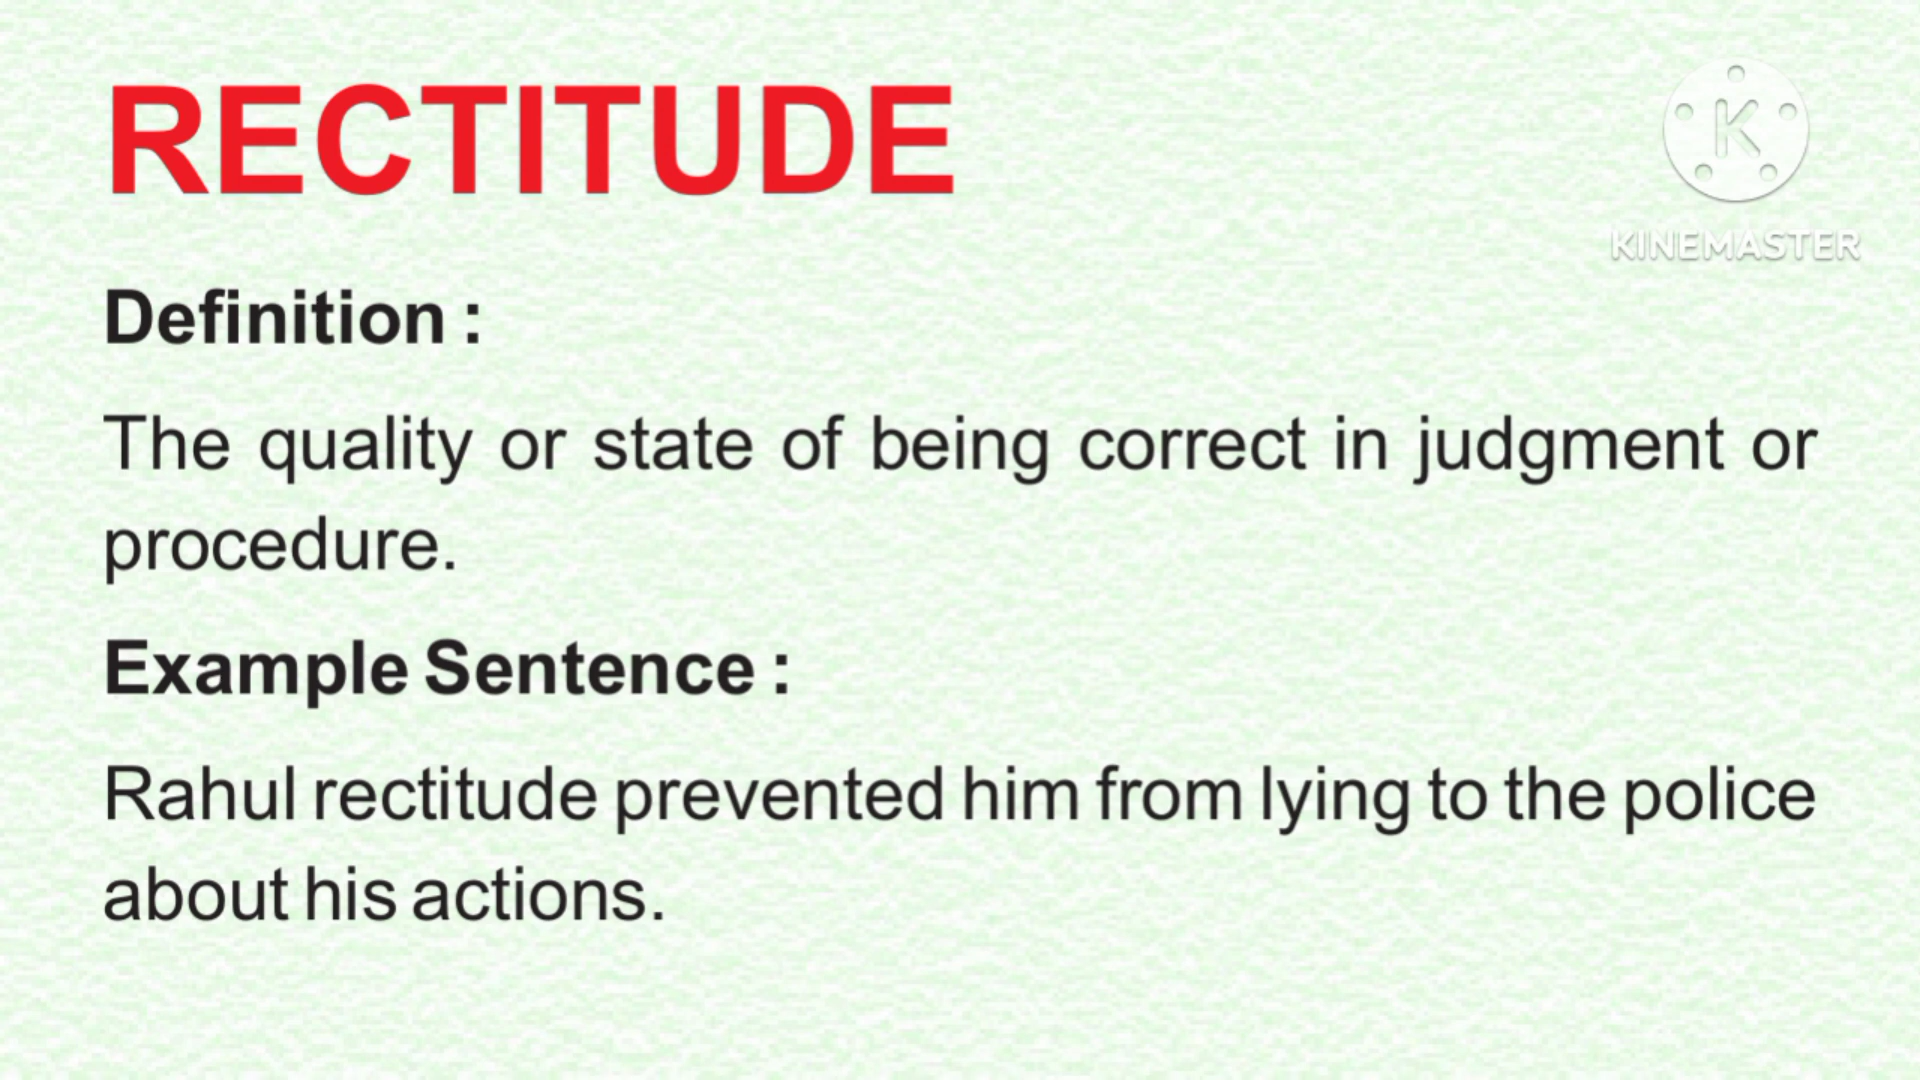 RECTITUDE
K
KINEMASTER
Definition :
The quality or state of being correct in judgment or
procedure.
Example Sentence :
Rahul rectitude prevented him from lying to the police
about his actions.